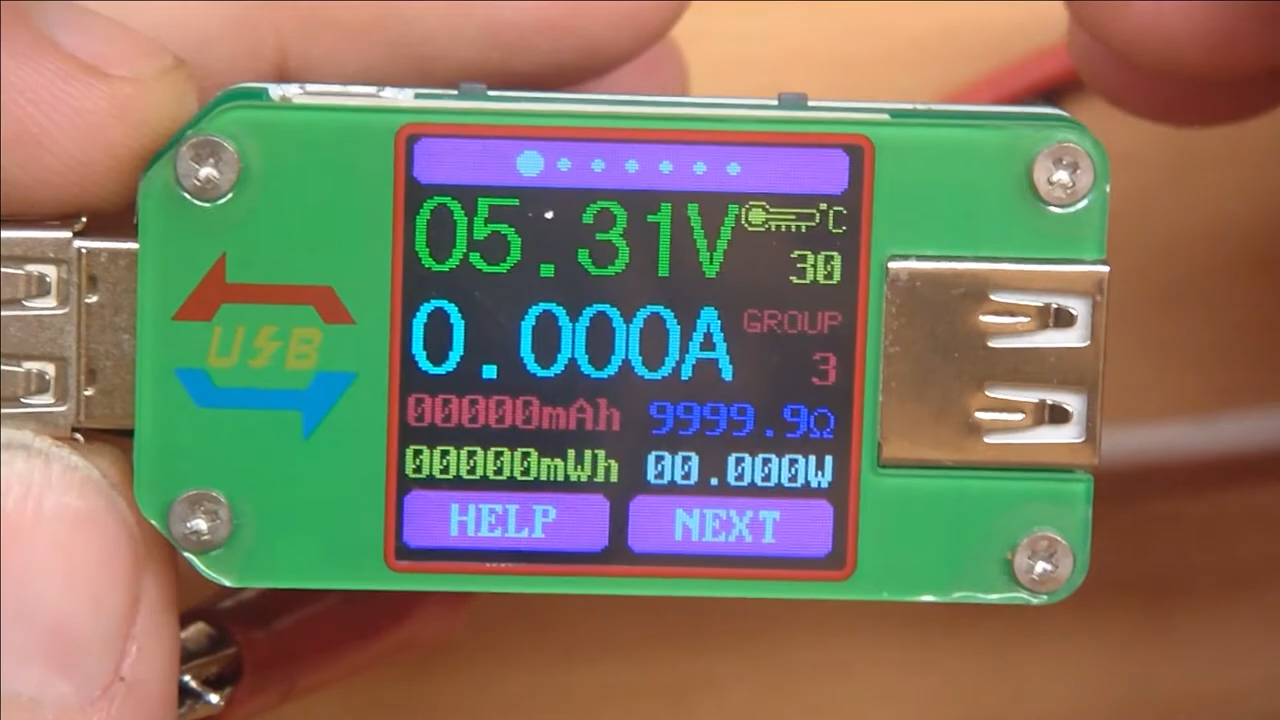 USB
05.31V °C
30
0.000A GROUP
3
00000mAh 9999.9Ω
00000mWh 00.000W
HELP NEXT